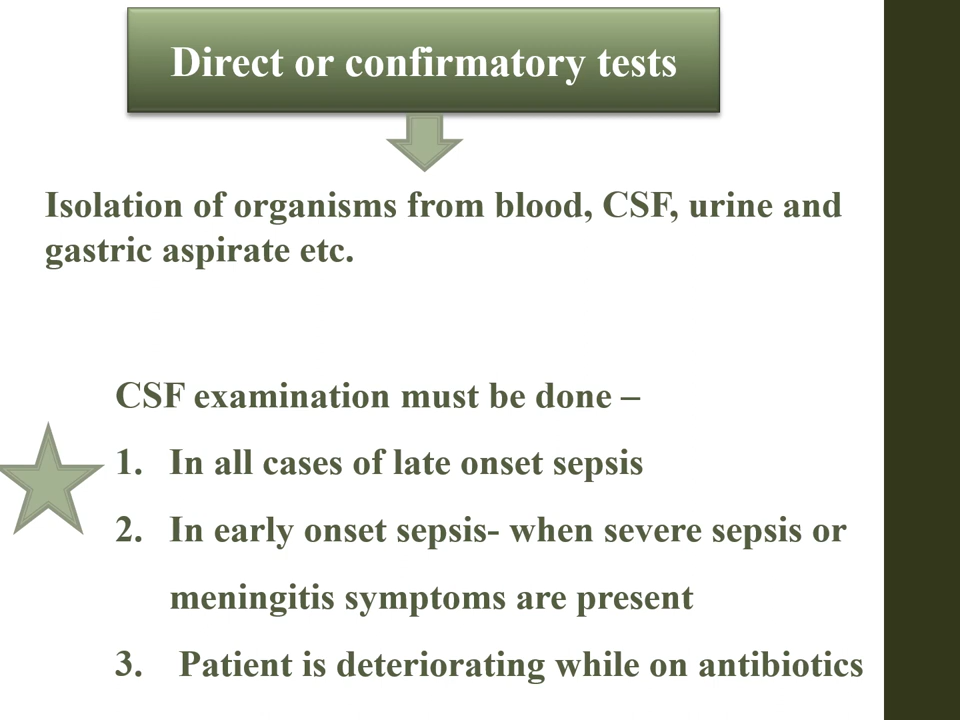 Direct or confirmatory tests
Isolation of organisms from blood, CSF, urine and
gastric aspirate etc.
CSF examination must be done –
1. In all cases of late onset sepsis
2. In early onset sepsis- when severe sepsis or
meningitis symptoms are present
3. Patient is deteriorating while on antibiotics